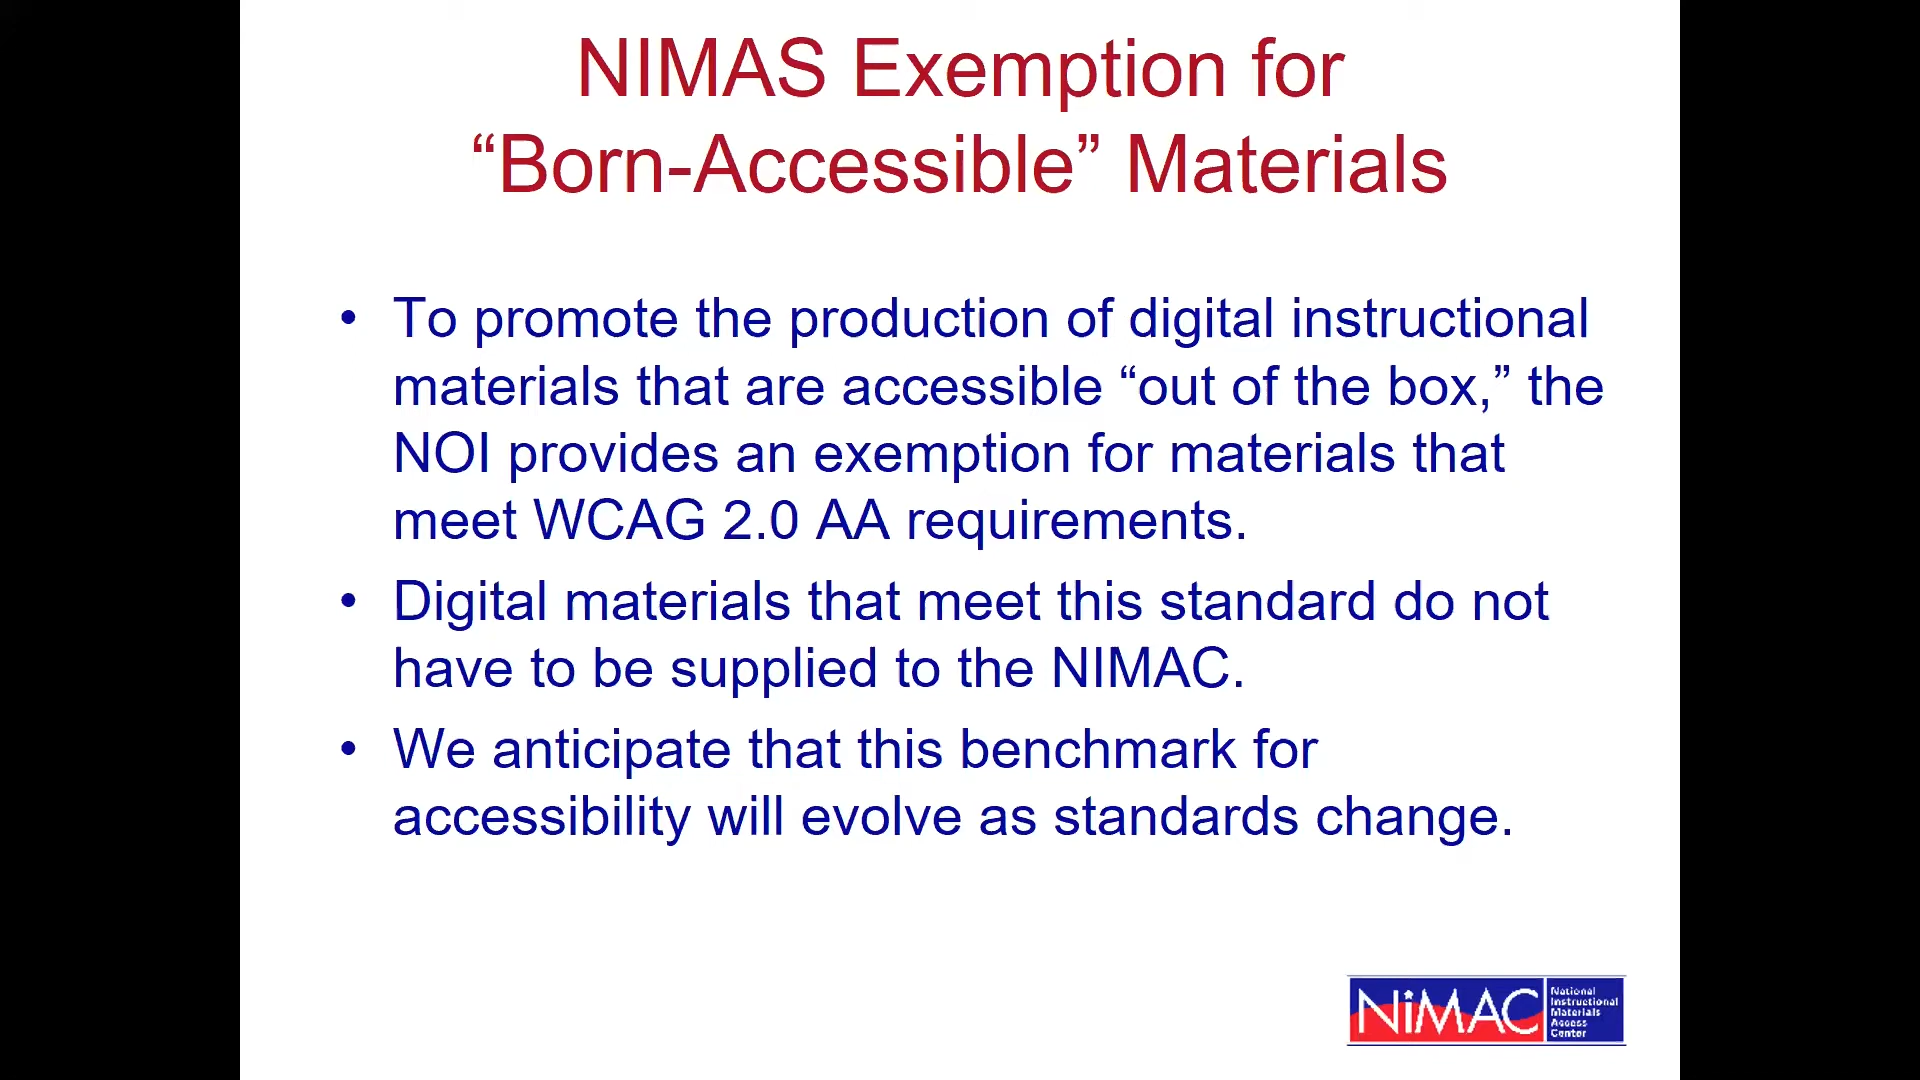 NIMAS Exemption for
“Born-Accessible” Materials
• To promote the production of digital instructional
materials that are accessible “out of the box,” the
NOI provides an exemption for materials that
meet WCAG 2.0 AA requirements.
• Digital materials that meet this standard do not
have to be supplied to the NIMAC.
• We anticipate that this benchmark for
accessibility will evolve as standards change.
NiMAC
National
Instructional
Materials
Access
Center